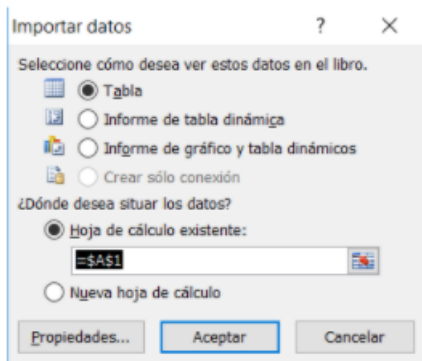 Importar datos ? ×
Seleccione cómo desea ver estos datos en el libro.
Tabla
Informe de tabla dinámica
Informe de gráfico y tabla dinámicos
Crear sólo conexión
¿Dónde desea situar los datos?
Hoja de cálculo existente:
=$A$1
Nueva hoja de cálculo
Propiedades... Aceptar Cancelar